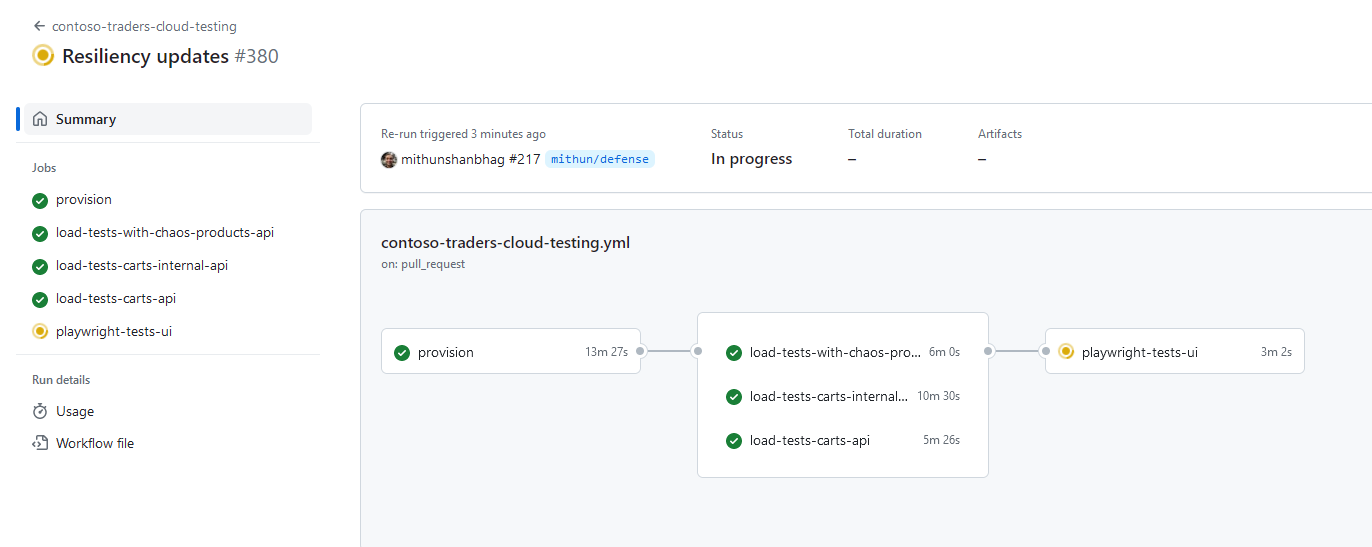 contoso-traders-cloud-testing
Resiliency updates #380
Summary
Jobs
provision
load-tests-with-chaos-products-api
load-tests-carts-internal-api
load-tests-carts-api
playwright-tests-ui
Run details
Usage
Workflow file
Re-run triggered 3 minutes ago
mithunshanbhag #217 mithun/defense
Status
In progress
Total duration
–
Artifacts
–
contoso-traders-cloud-testing.yml
on: pull_request
provision 13m 27s
load-tests-with-chaos-pro... 6m 0s
load-tests-carts-internal... 10m 30s
load-tests-carts-api 5m 26s
playwright-tests-ui 3m 2s